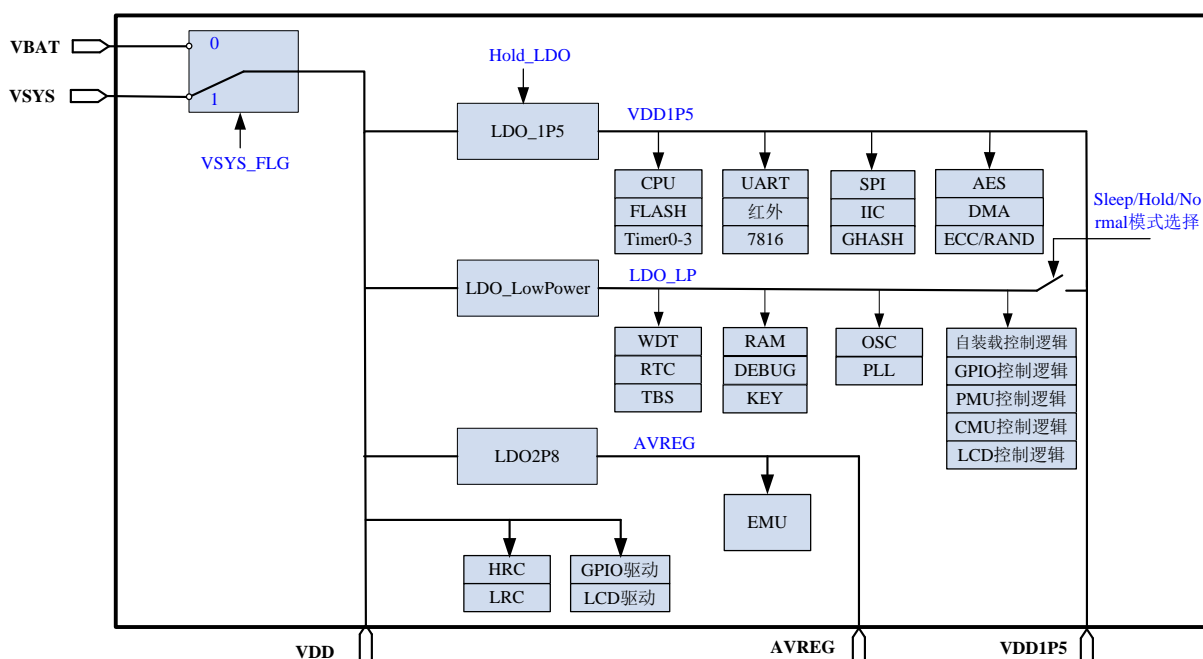 VBAT
0
VSYS
1
VSYS_FLG
Hold_LDO
LDO_1P5
VDD1P5
CPU
FLASH
Timer0-3
UART
红外
7816
SPI
IIC
GHASH
AES
DMA
ECC/RAND
Sleep/Hold/No
rmal模式选择
LDO_LowPower
LDO_LP
WDT
RTC
TBS
RAM
DEBUG
KEY
OSC
PLL
自装载控制逻辑
GPIO控制逻辑
PMU控制逻辑
CMU控制逻辑
LCD控制逻辑
LDO2P8
AVREG
EMU
HRC
LRC
GPIO驱动
LCD驱动
VDD
AVREG
VDD1P5